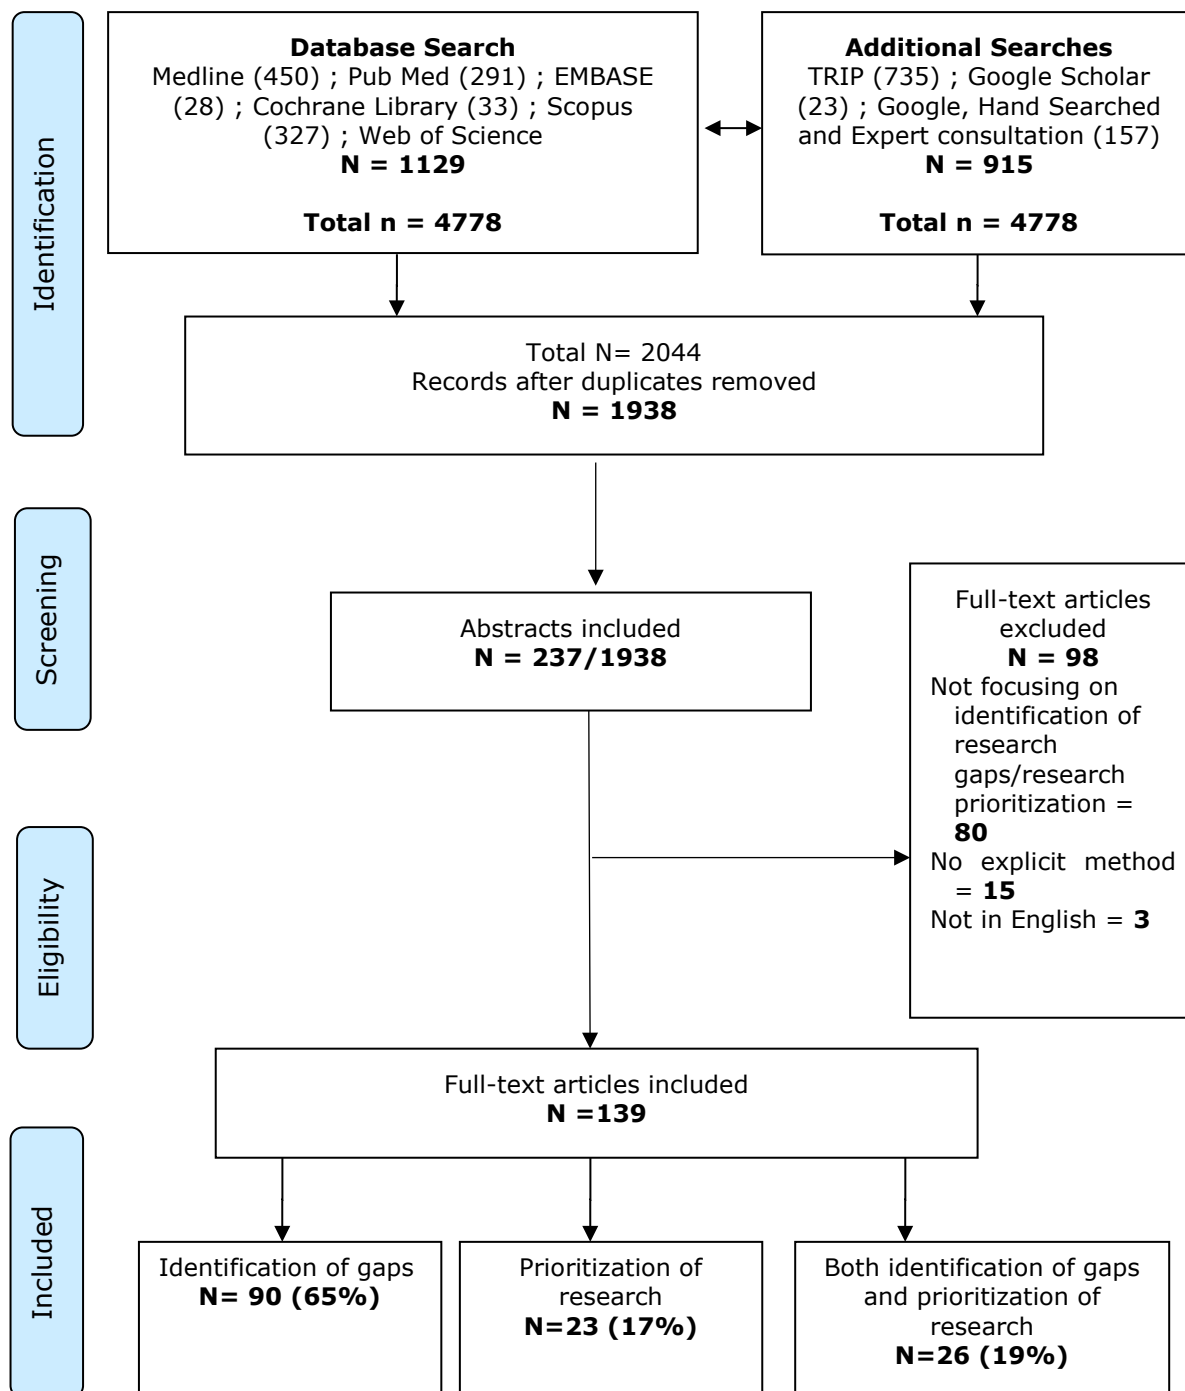 Identification
Database Search
Medline (450) ; Pub Med (291) ; EMBASE
(28) ; Cochrane Library (33) ; Scopus
(327) ; Web of Science
N = 1129
Total n = 4778
Additional Searches
TRIP (735) ; Google Scholar
(23) ; Google, Hand Searched
and Expert consultation (157)
N = 915
Total n = 4778
Total N= 2044
Records after duplicates removed
N = 1938
Screening
Abstracts included
N = 237/1938
Full-text articles
excluded
N = 98
Not focusing on
identification of
research
gaps/research
prioritization =
80
No explicit method
= 15
Not in English = 3
Eligibility
Full-text articles included
N =139
Included
Identification of gaps
N= 90 (65%)
Prioritization of
research
N=23 (17%)
Both identification of gaps
and prioritization of
research
N=26 (19%)